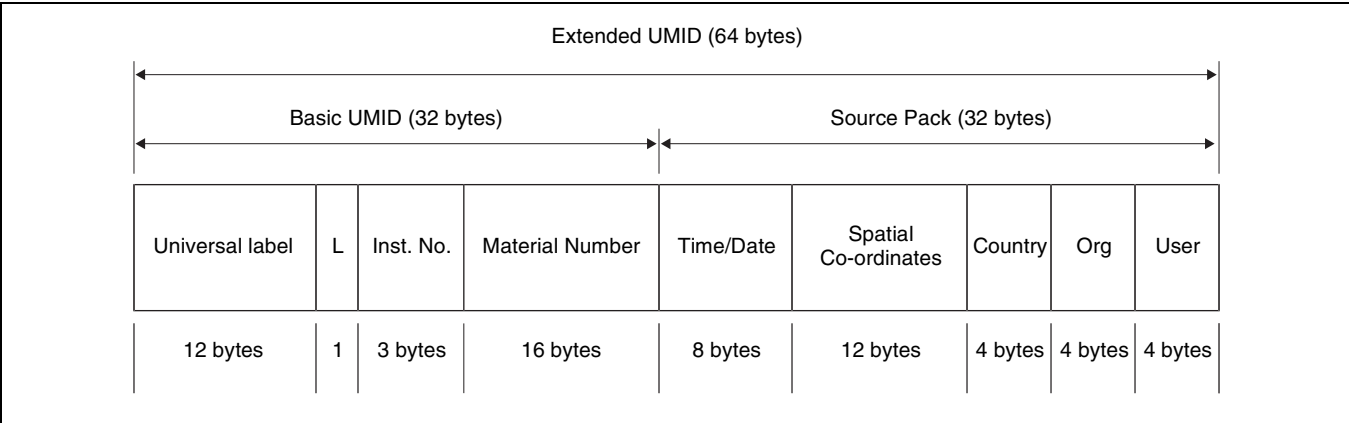 Extended UMID (64 bytes)
Basic UMID (32 bytes)
Source Pack (32 bytes)
Universal label
L
Inst. No.
Material Number
Time/Date
Spatial
Co-ordinates
Country
Org
User
12 bytes
1
3 bytes
16 bytes
8 bytes
12 bytes
4 bytes
4 bytes
4 bytes